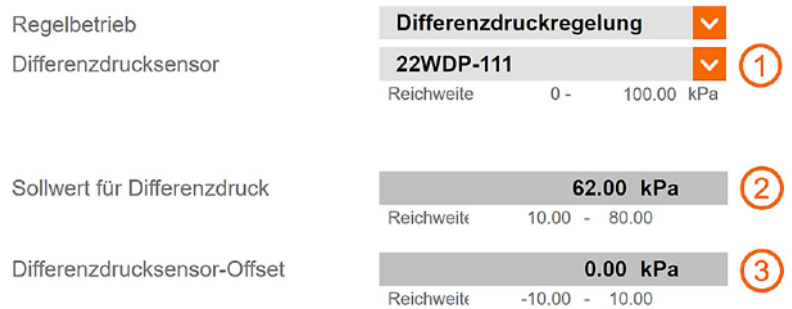 Regelbetrieb Differenzdruckregelung
Differenzdrucksensor 22WDP-111 1
Reichweite 0 - 100.00 kPa
Sollwert für Differenzdruck 62.00 kPa 2
Reichweite 10.00 - 80.00
Differenzdrucksensor-Offset 0.00 kPa 3
Reichweite -10.00 - 10.00